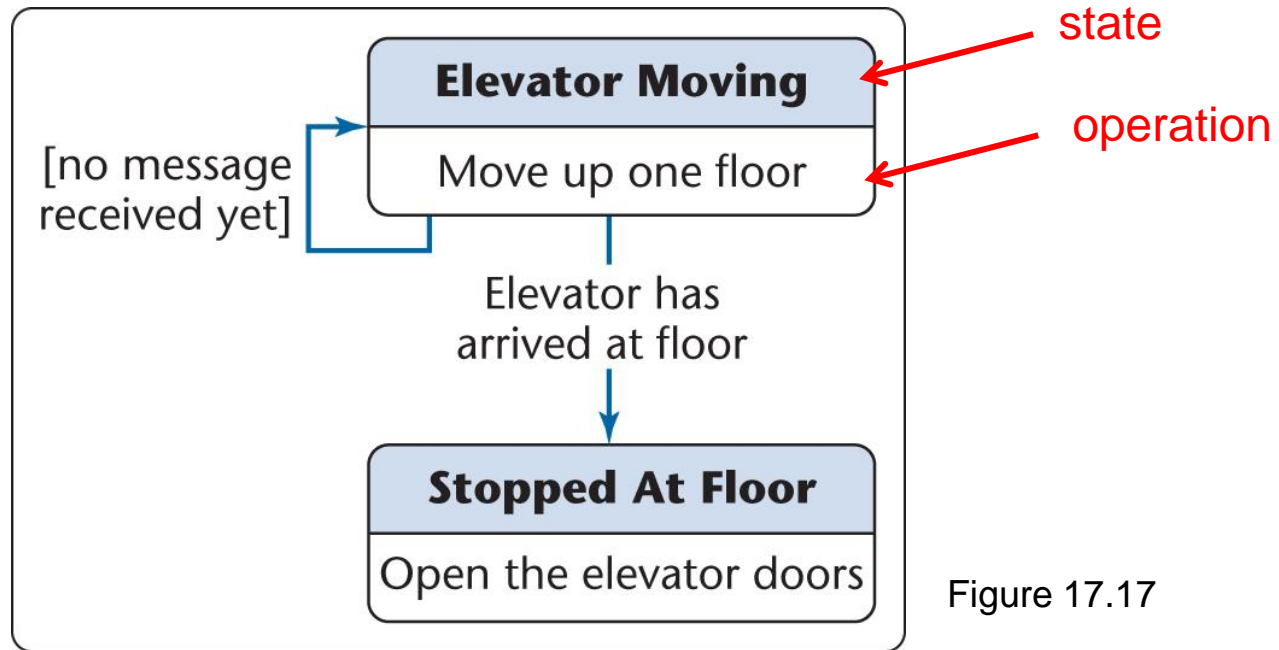 state
Elevator Moving
operation
Move up one floor
[no message
received yet]
Elevator has
arrived at floor
Stopped At Floor
Open the elevator doors
Figure 17.17